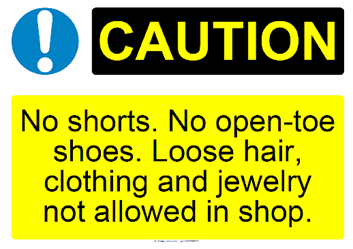 CAUTION
No shorts. No open-toe
shoes. Loose hair,
clothing and jewelry
not allowed in shop.